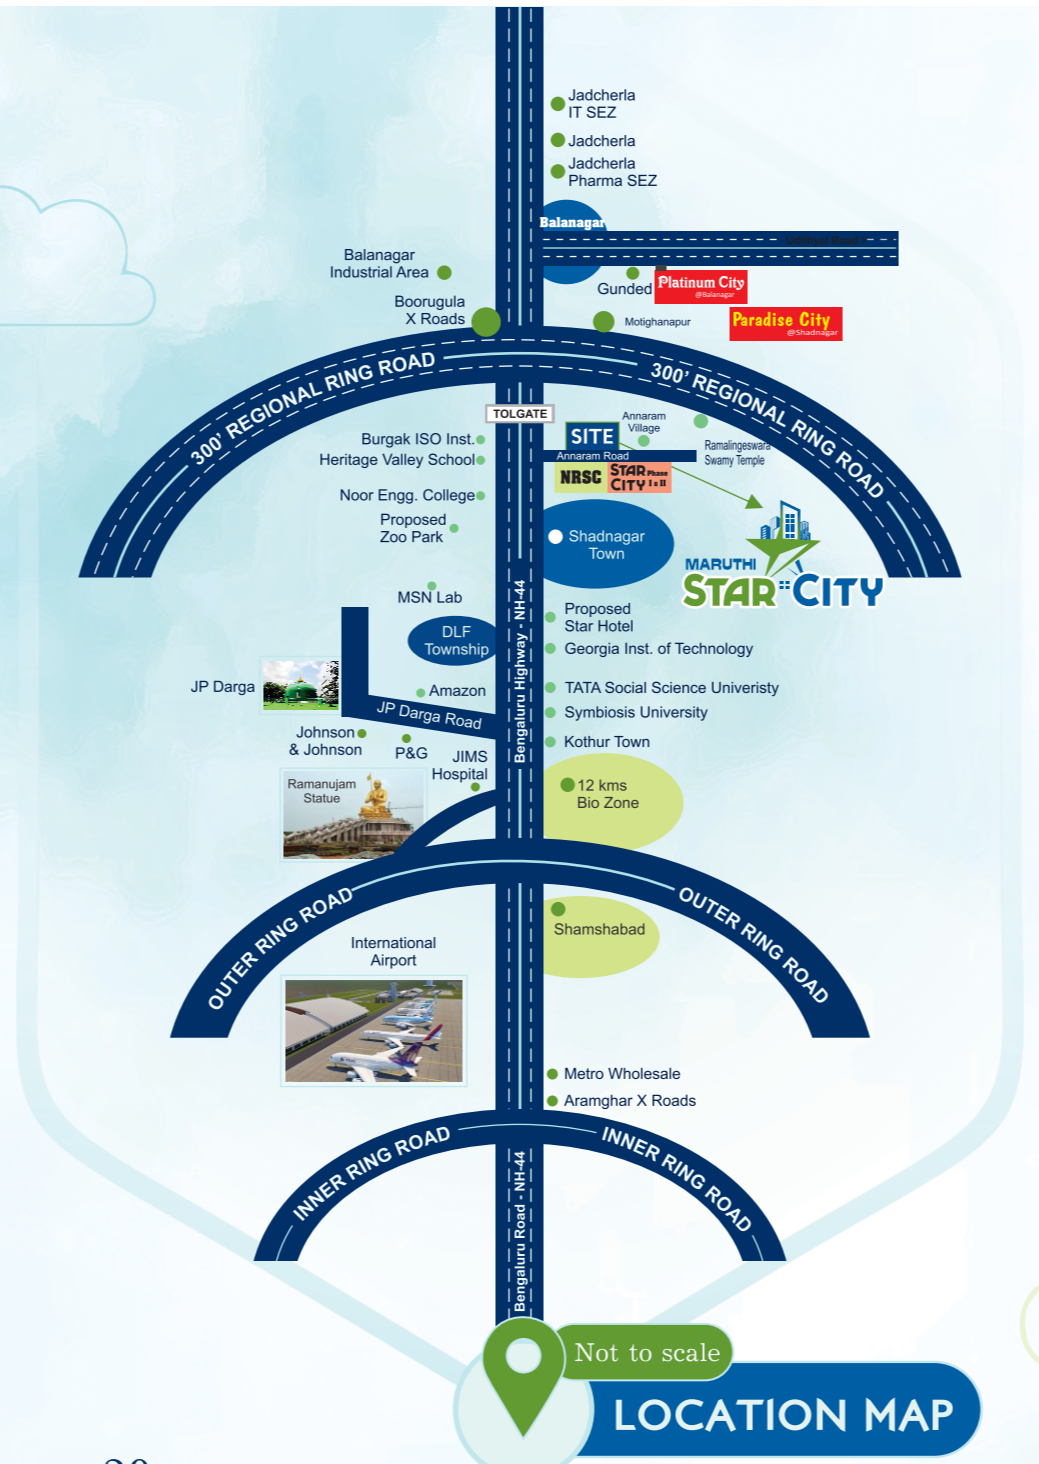 Jadcherla
IT SEZ
Jadcherla
Jadcherla
Pharma SEZ
Balanagar
Balanagar
Industrial Area
Gunded
Platinum City
@Balanagar
Boorugula
X Roads
Motighanapur
Paradise City
@Shadnagar
300' REGIONAL RING ROAD
300' REGIONAL RING ROAD
TOLGATE
Annaram
Village
SITE
Burgak ISO Inst.
Ramalingeswara
Swamy Temple
Annaram Road
Heritage Valley School
NRSC
STAR Phase
CITY I & II
Noor Engg. College
Proposed
Zoo Park
Shadnagar
Town
MARUTHI
STAR CITY
MSN Lab
Bengaluru Highway - NH-44
Proposed
Star Hotel
DLF
Township
Georgia Inst. of Technology
JP Darga
Amazon
TATA Social Science Univeristy
JP Darga Road
Symbiosis University
Johnson
& Johnson
P&G
Kothur Town
JIMS
Hospital
Ramanujam
Statue
12 kms
Bio Zone
OUTER RING ROAD
OUTER RING ROAD
Shamshabad
International
Airport
Metro Wholesale
Aramghar X Roads
INNER RING ROAD
INNER RING ROAD
Bengaluru Road - NH-44
Not to scale
LOCATION MAP